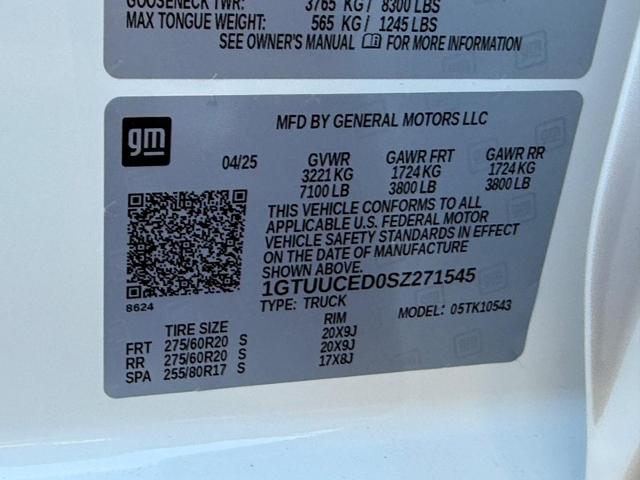 GOOSENECK TWR: 3765 KG / 8300 LBS
MAX TONGUE WEIGHT: 565 KG / 1245 LBS
SEE OWNER'S MANUAL FOR MORE INFORMATION
gm
MFD BY GENERAL MOTORS LLC
04/25 GVWR GAWR FRT GAWR RR
3221 KG 1724 KG 1724 KG
7100 LB 3800 LB 3800 LB
THIS VEHICLE CONFORMS TO ALL
APPLICABLE U.S. FEDERAL MOTOR
VEHICLE SAFETY STANDARDS IN EFFECT
ON THE DATE OF MANUFACTURE
SHOWN ABOVE.
1GTUUCED0SZ271545
8624
TYPE: TRUCK MODEL: 05TK10543
TIRE SIZE RIM
FRT 275/60R20 S 20X9J
RR 275/60R20 S 20X9J
SPA 255/80R17 S 17X8J